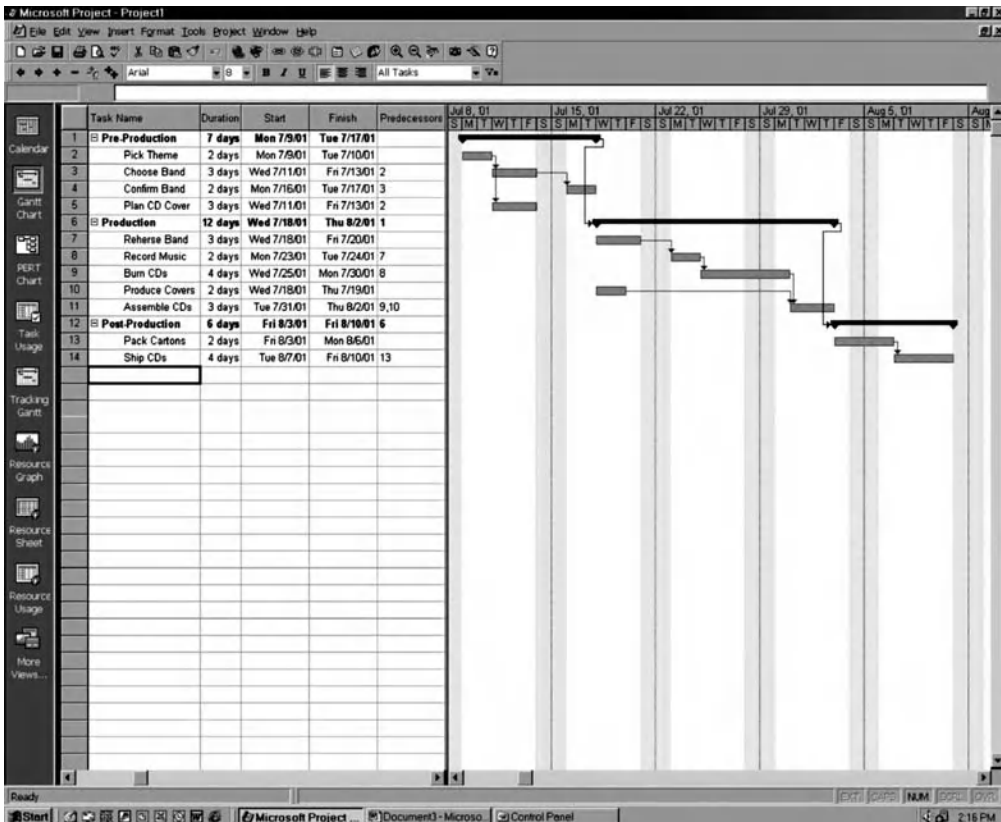 Microsoft Project - Project1
File Edit View Insert Format Tools Project Window Help
Arial 8 B I U All Tasks
Calendar
Gantt
Chart
PERT
Chart
Task
Usage
Tracking
Gantt
Resource
Graph
Resource
Sheet
Resource
Usage
More
Views...
Task Name Duration Start Finish Predecessors
1 Pre-Production 7 days Mon 7/9/01 Tue 7/17/01
2 Pick Theme 2 days Mon 7/9/01 Tue 7/10/01
3 Choose Band 3 days Wed 7/11/01 Fri 7/13/01 2
4 Confirm Band 2 days Mon 7/16/01 Tue 7/17/01 3
5 Plan CD Cover 3 days Wed 7/11/01 Fri 7/13/01 2
6 Production 12 days Wed 7/18/01 Thu 8/2/01 1
7 Reherse Band 3 days Wed 7/18/01 Fri 7/20/01
8 Record Music 2 days Mon 7/23/01 Tue 7/24/01 7
9 Burn CDs 4 days Wed 7/25/01 Mon 7/30/01 8
10 Produce Covers 2 days Wed 7/18/01 Thu 7/19/01
11 Assemble CDs 3 days Tue 7/31/01 Thu 8/2/01 9,10
12 Post-Production 6 days Fri 8/3/01 Fri 8/10/01 6
13 Pack Cartons 2 days Fri 8/3/01 Mon 8/6/01
14 Ship CDs 4 days Tue 8/7/01 Fri 8/10/01 13
Jul 8, '01 Jul 15, '01 Jul 22, '01 Jul 29, '01 Aug 5, '01 Aug
S M T W T F S S M T W T F S S M T W T F S S M T W T F S S M T W T F S S M
Ready EXT CAPS NUM SCRL OVR
Start Microsoft Project ... Document3 - Microso... Control Panel 2:16 PM